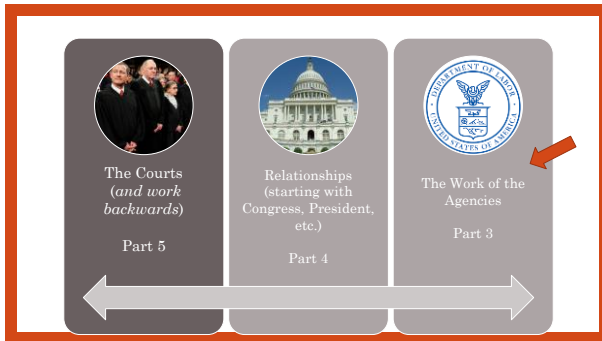 The Courts
(and work
backwards)
Part 5
Relationships
(starting with
Congress, President,
etc.)
Part 4
DEPARTMENT OF LABOR
UNITED STATES OF AMERICA
The Work of the
Agencies
Part 3